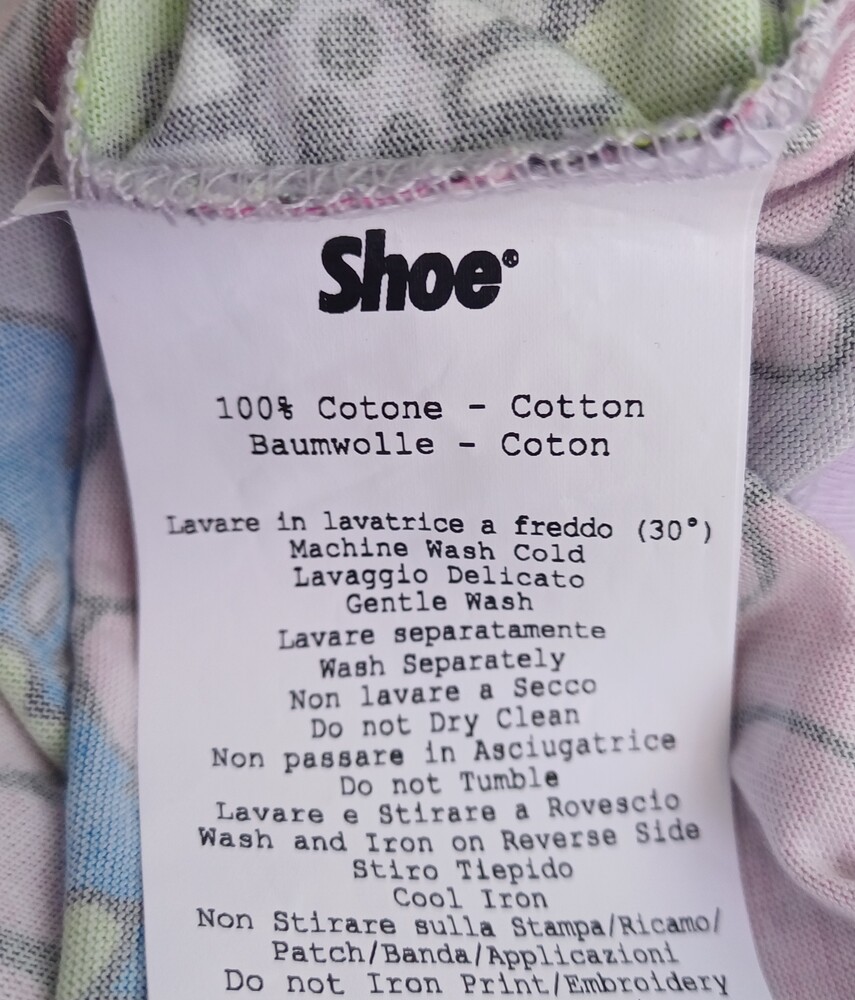 Shoe®
100% Cotone - Cotton
Baumwolle - Coton
Lavare in lavatrice a freddo (30°)
Machine Wash Cold
Lavaggio Delicato
Gentle Wash
Lavare separatamente
Wash Separately
Non lavare a Secco
Do not Dry Clean
Non passare in Asciugatrice
Do not Tumble
Lavare e Stirare a Rovescio
Wash and Iron on Reverse Side
Stiro Tiepido
Cool Iron
Non Stirare sulla Stampa/Ricamo/
Patch/Banda/Applicazioni
Do not Iron Print/Embroidery